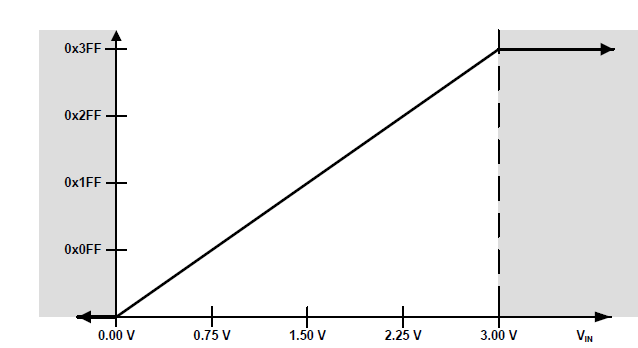 0x3FF
0x2FF
0x1FF
0x0FF
0.00 V 0.75 V 1.50 V 2.25 V 3.00 V VIN